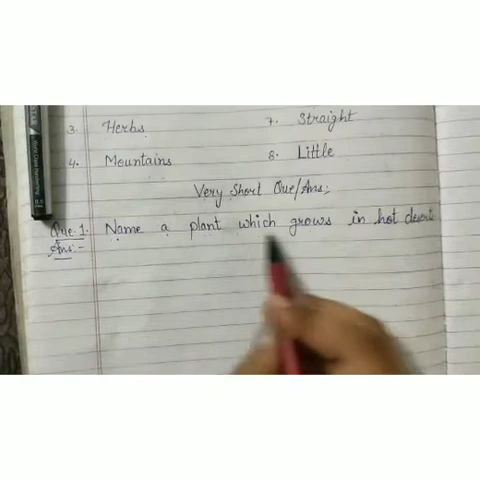 3. Herbs 7. Straight
4. Mountains 8. Little
Very Short Que/Ans:
Que 1. Name a plant which grows in hot desert
Ans:-